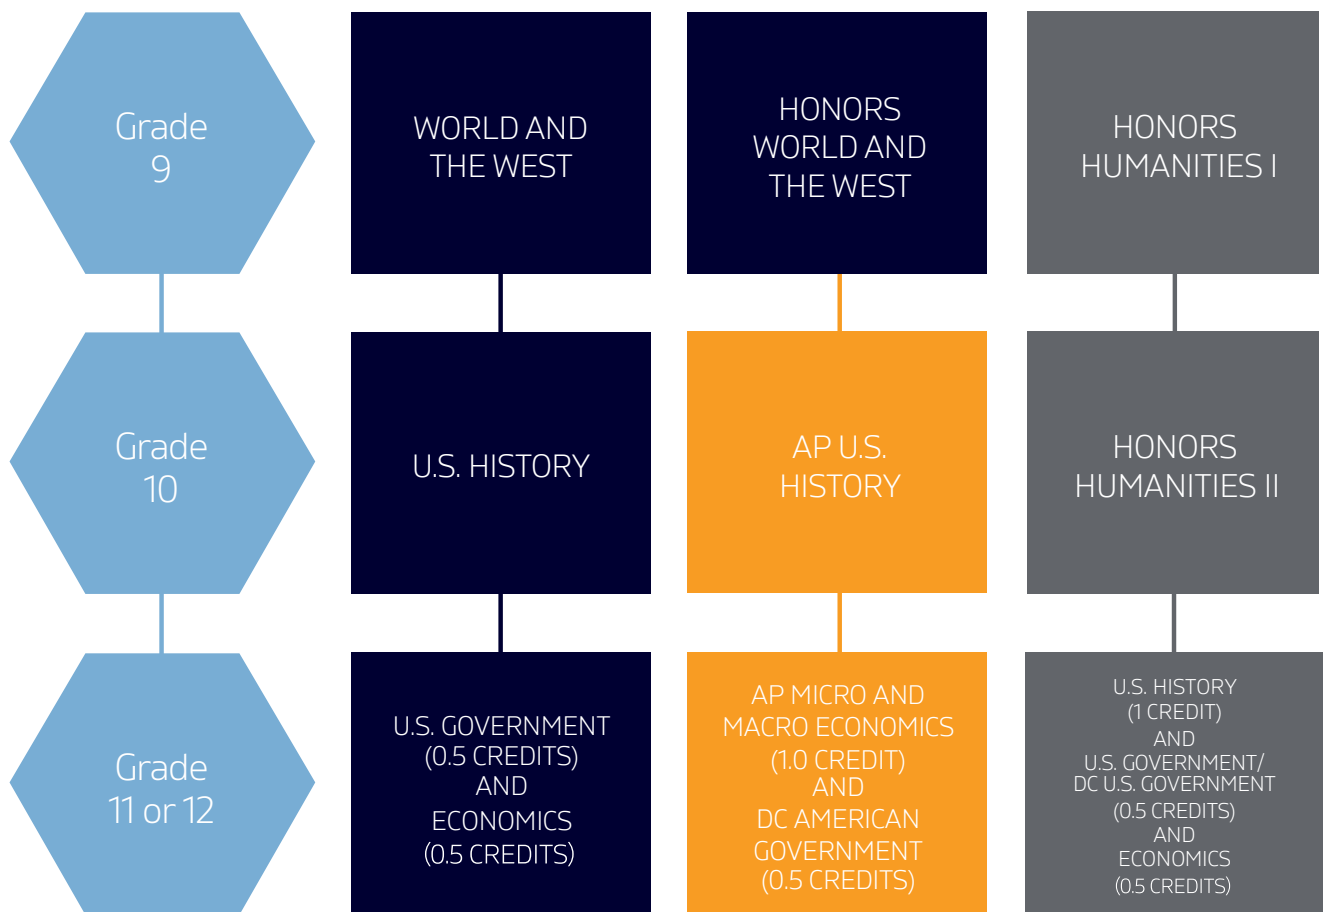 Grade
9
WORLD AND
THE WEST
HONORS
WORLD AND
THE WEST
HONORS
HUMANITIES I
Grade
10
U.S. HISTORY
AP U.S.
HISTORY
HONORS
HUMANITIES II
Grade
11 or 12
U.S. GOVERNMENT
(0.5 CREDITS)
AND
ECONOMICS
(0.5 CREDITS)
AP MICRO AND
MACRO ECONOMICS
(1.0 CREDIT)
AND
DC AMERICAN
GOVERNMENT
(0.5 CREDITS)
U.S. HISTORY
(1 CREDIT)
AND
U.S. GOVERNMENT/
DC U.S. GOVERNMENT
(0.5 CREDITS)
AND
ECONOMICS
(0.5 CREDITS)